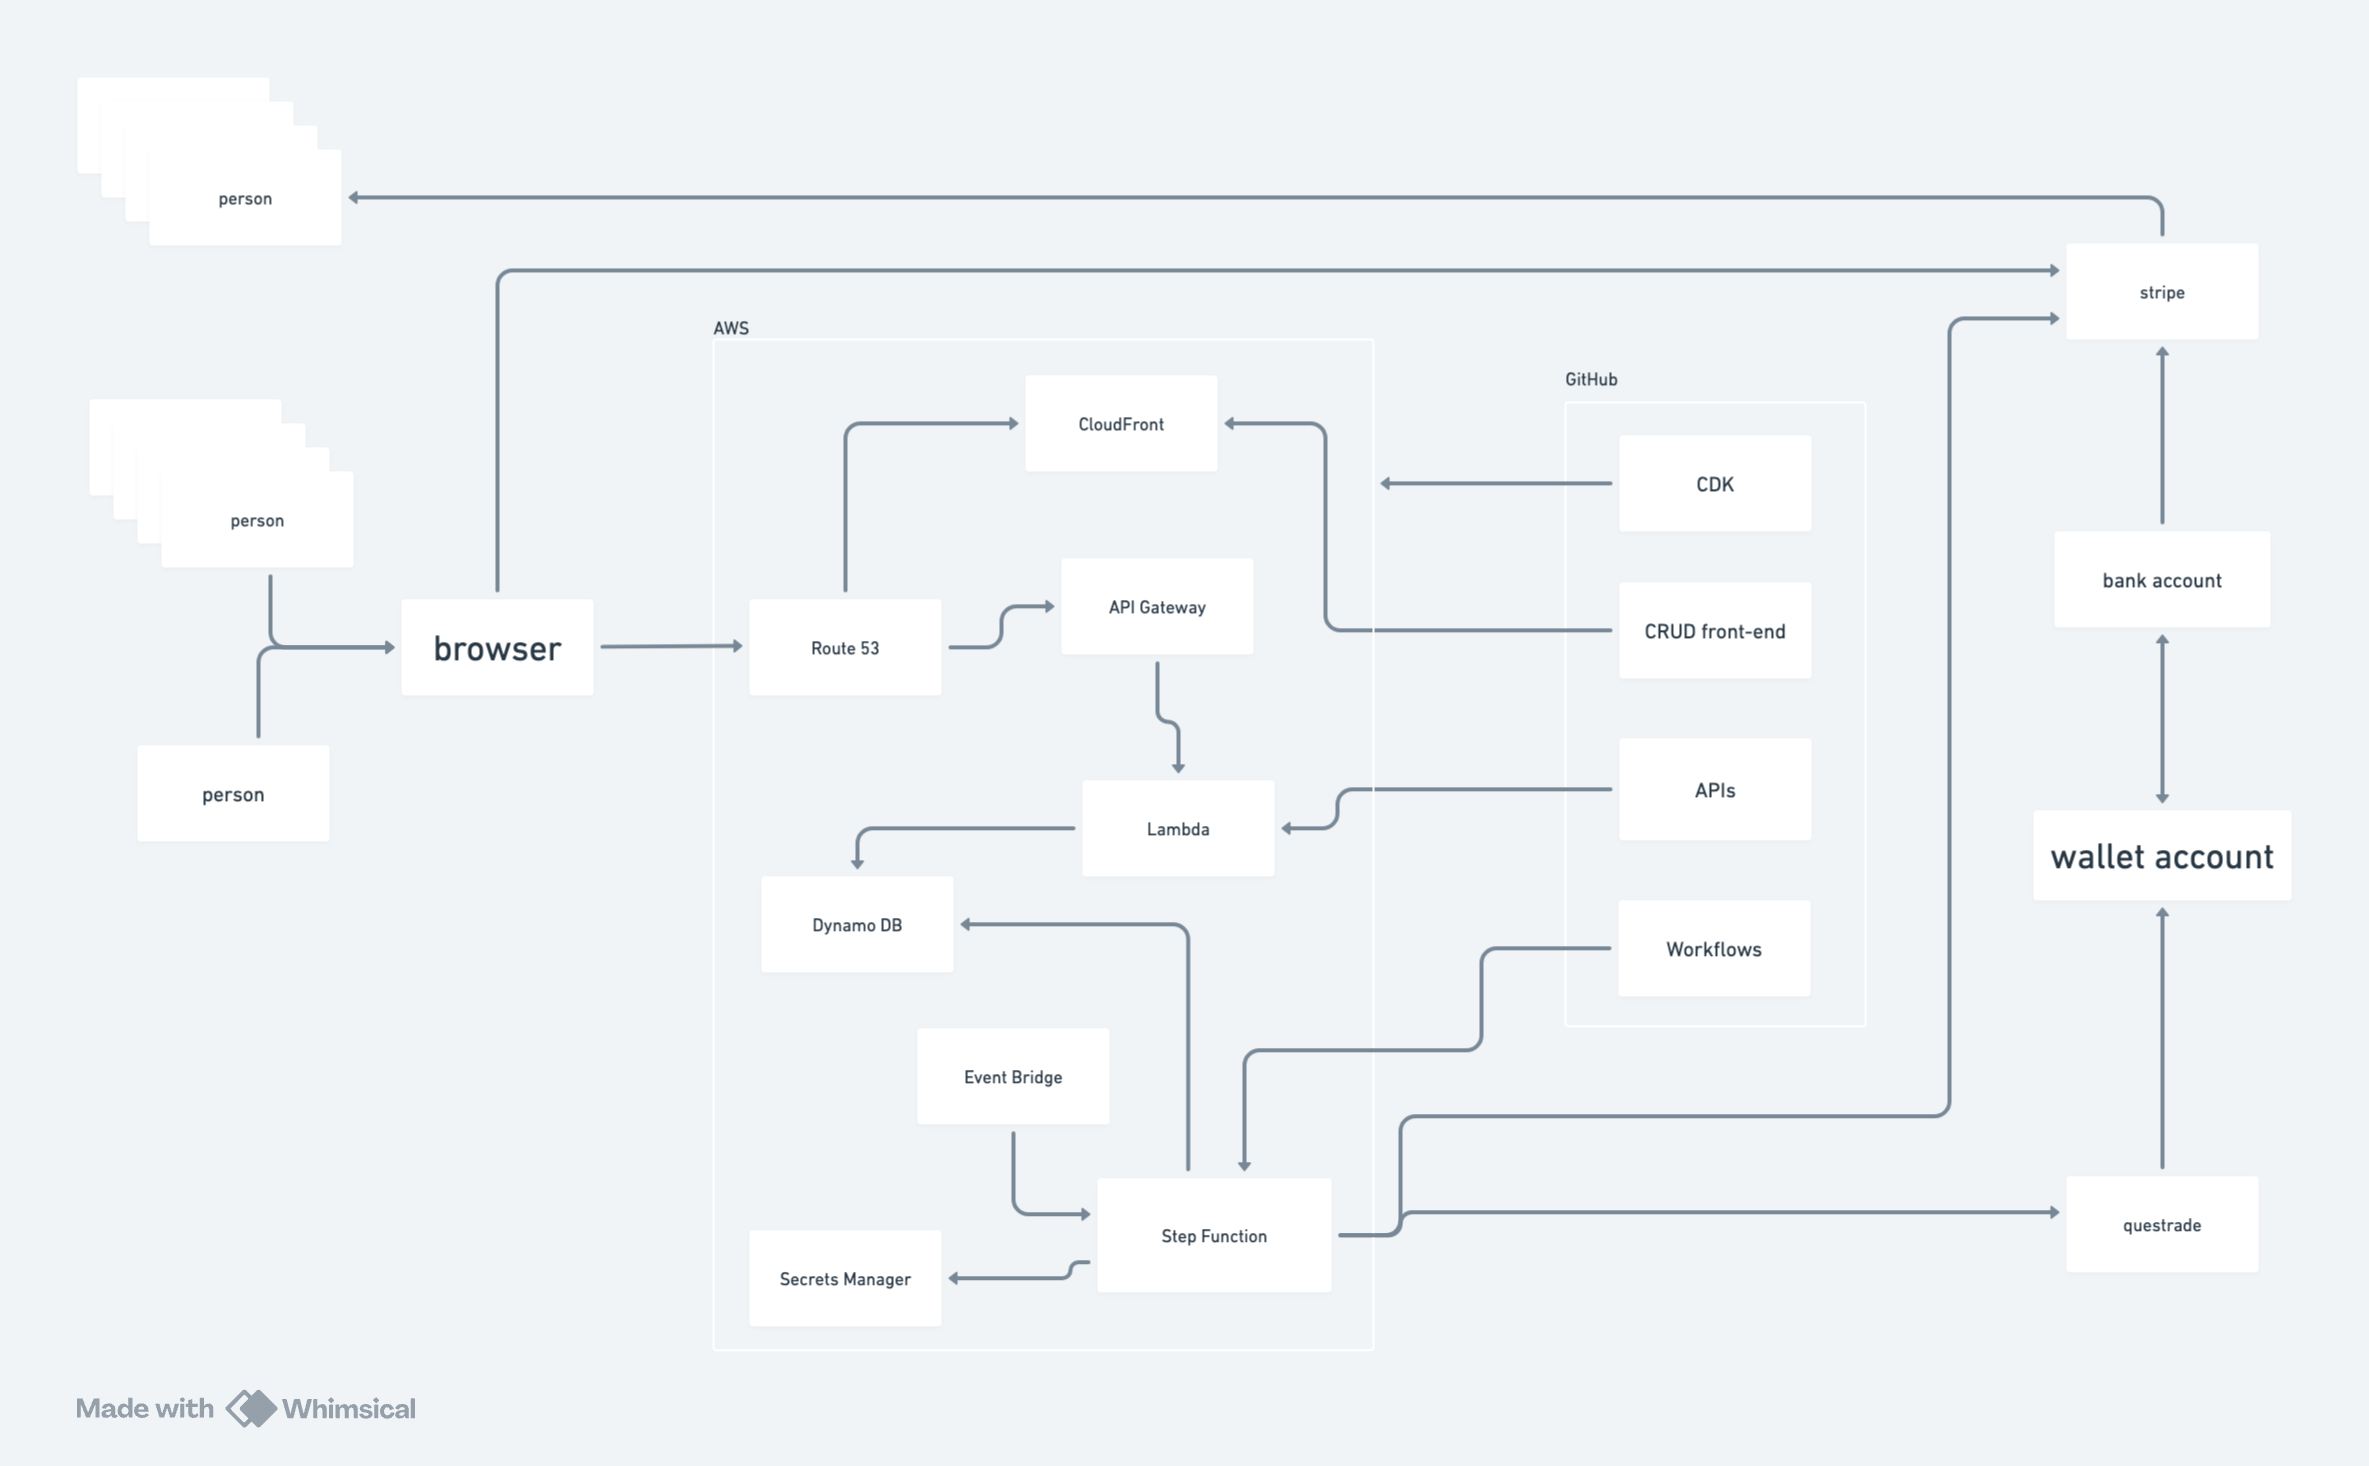 person
stripe
AWS
GitHub
CloudFront
CDK
person
bank account
API Gateway
CRUD front-end
browser
Route 53
person
APIs
Lambda
wallet account
Dynamo DB
Workflows
Event Bridge
Step Function
questrade
Secrets Manager
Made with Whimsical